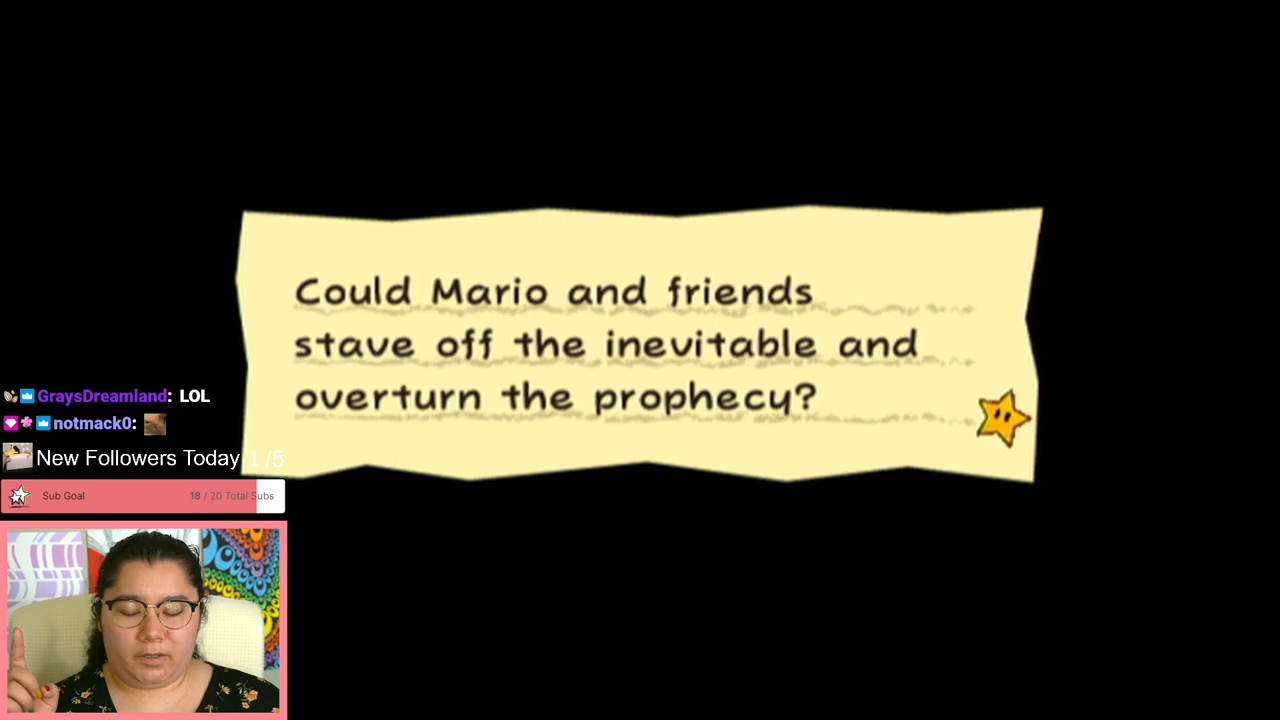 Could Mario and friends
stave off the inevitable and
overturn the prophecy?
GraysDreamland: LOL
notmack0:
New Followers Today 1 /5
Sub Goal 18 / 20 Total Subs